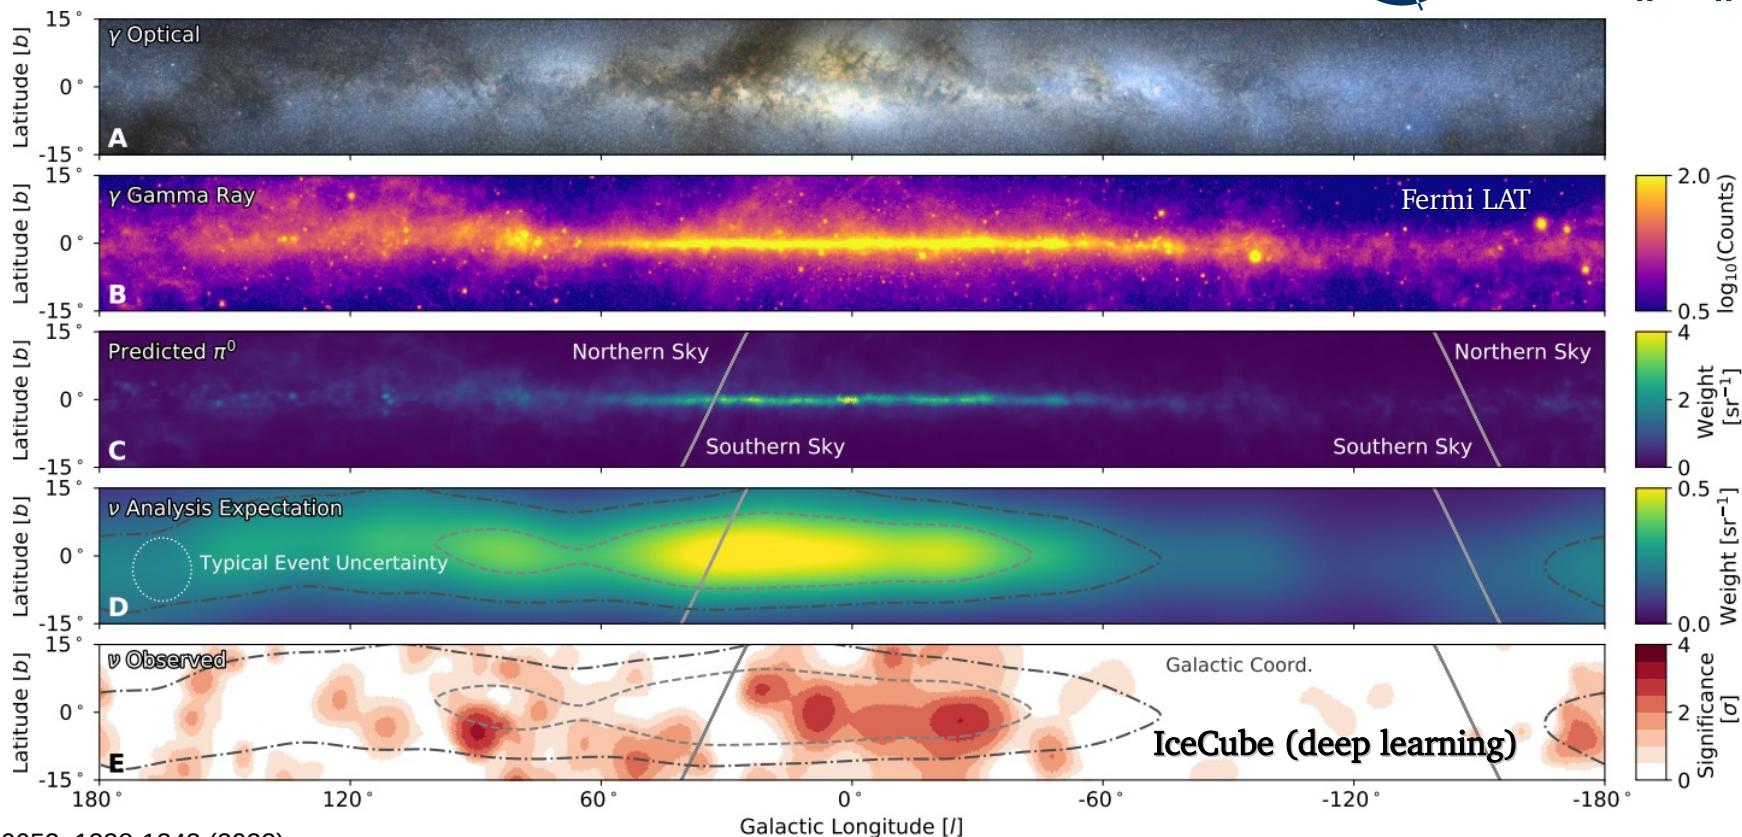 15°
Latitude [b]
0°
-15°
γ Optical
A
15°
Latitude [b]
0°
-15°
γ Gamma Ray
Fermi LAT
B
2.0
0.5
log₁₀(Counts)
15°
Latitude [b]
0°
-15°
Predicted π⁰
Northern Sky
Northern Sky
Southern Sky
Southern Sky
C
4
2
0
Weight
[sr⁻¹]
15°
Latitude [b]
0°
-15°
ν Analysis Expectation
Typical Event Uncertainty
D
0.5
0.0
Weight [sr⁻¹]
15°
Latitude [b]
0°
-15°
ν Observed
Galactic Coord.
IceCube (deep learning)
E
4
2
0
Significance
[σ]
180
120
60
0°
-60
-120°
-180°
Galactic Longitude [l]